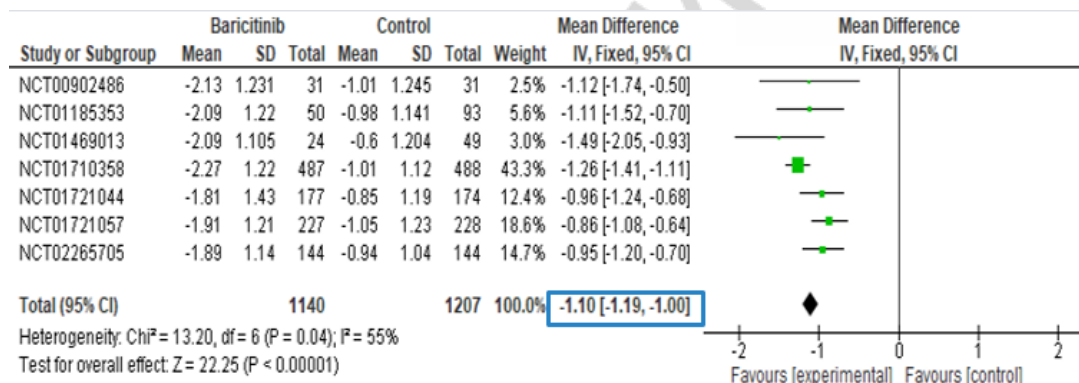 Baricitinib Control Mean Difference Mean Difference
Study or Subgroup Mean SD Total Mean SD Total Weight IV, Fixed, 95% CI IV, Fixed, 95% CI
NCT00902486 -2.13 1.231 31 -1.01 1.245 31 2.5% -1.12 [-1.74, -0.50]
NCT01185353 -2.09 1.22 50 -0.98 1.141 93 5.6% -1.11 [-1.52, -0.70]
NCT01469013 -2.09 1.105 24 -0.6 1.204 49 3.0% -1.49 [-2.05, -0.93]
NCT01710358 -2.27 1.22 487 -1.01 1.12 488 43.3% -1.26 [-1.41, -1.11]
NCT01721044 -1.81 1.43 177 -0.85 1.19 174 12.4% -0.96 [-1.24, -0.68]
NCT01721057 -1.91 1.21 227 -1.05 1.23 228 18.6% -0.86 [-1.08, -0.64]
NCT02265705 -1.89 1.14 144 -0.94 1.04 144 14.7% -0.95 [-1.20, -0.70]
Total (95% CI) 1140 1207 100.0% -1.10 [-1.19, -1.00]
Heterogeneity: Chi² = 13.20, df = 6 (P = 0.04); I² = 55%
Test for overall effect: Z = 22.25 (P < 0.00001)
-2 -1 0 1 2
Favours [experimental] Favours [control]